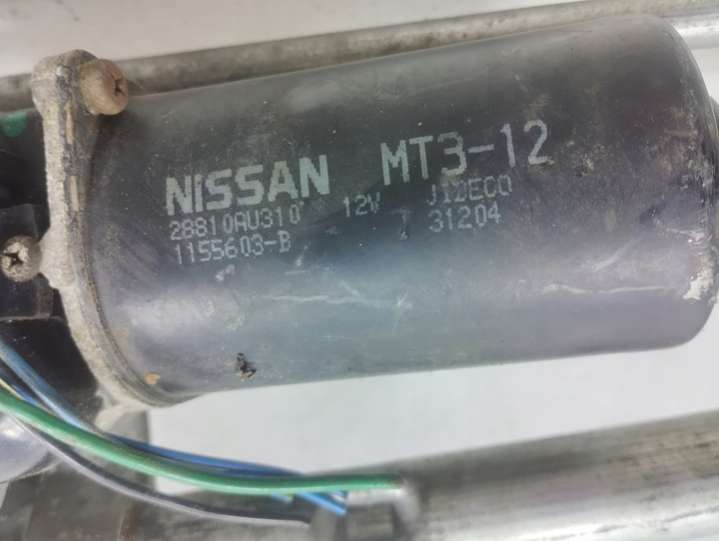 NISSAN MT3-12
28810AU310 12V JIDECO
1155603-B 31204